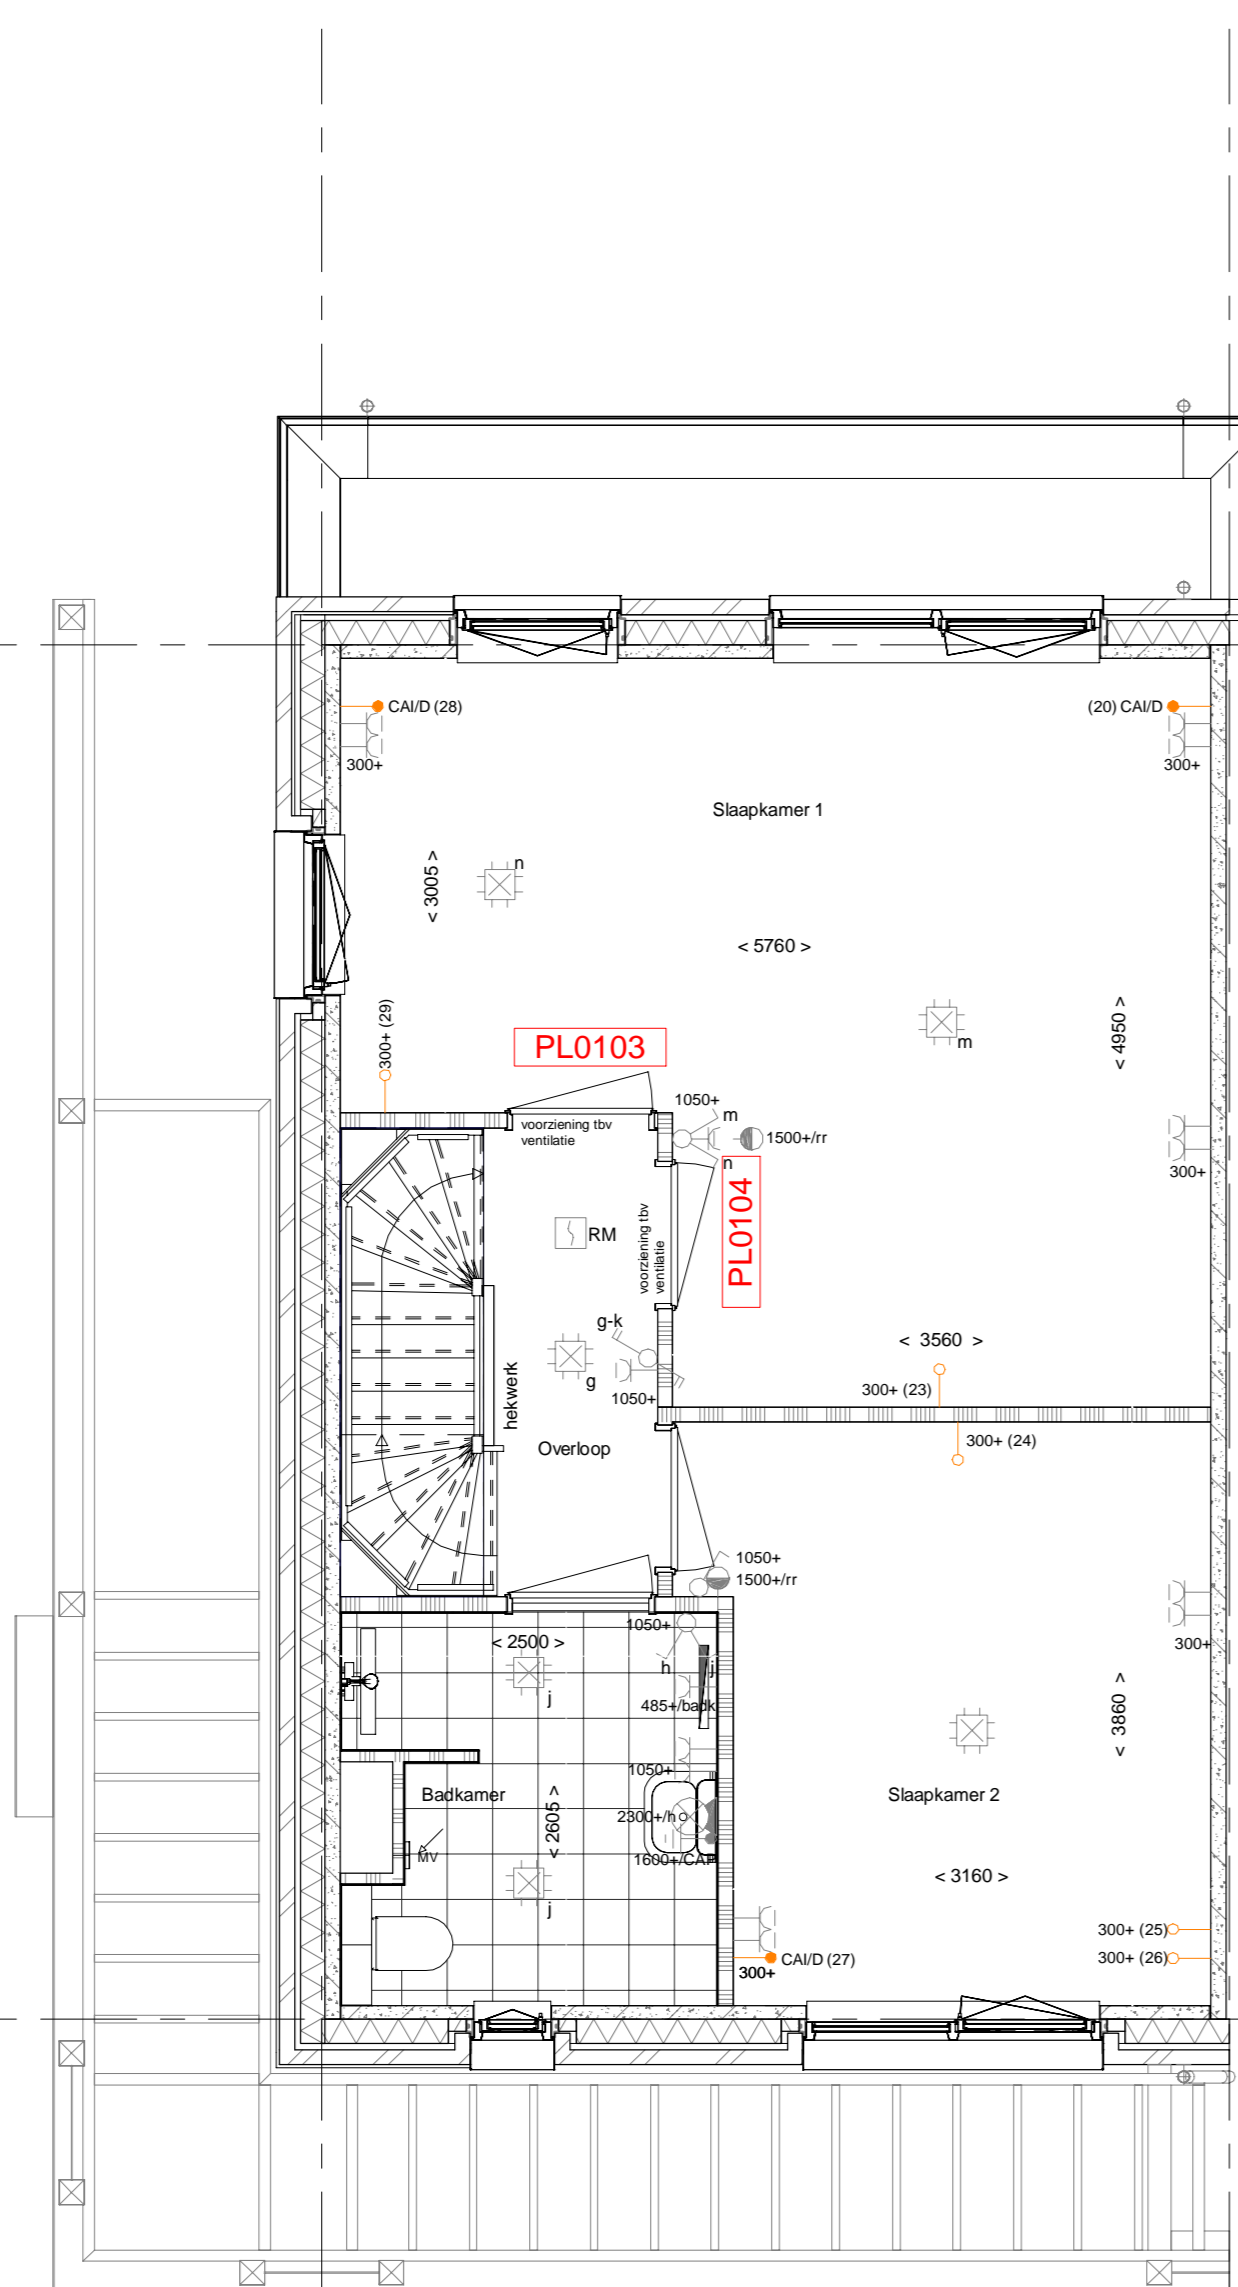 CAI/D (28)
(20) CAI/D
300+
300+
Slaapkamer 1
n
< 3005 >
< 5760 >
m
< 4950 >
300+ (29)
PL0103
1050+
m
voorziening tbv
ventilatie
1500+/rr
n
300+
PL0104
voorziening tbv
ventilatie
RM
g-k
g
1050+
hekwerk
< 3560 >
300+ (23)
300+ (24)
Overloop
1050+
1500+/rr
1050+
< 2500 >
h
j
300+
j
485+/badk
< 3860 >
1050+
Badkamer
Slaapkamer 2
< 2605 >
2300+/h
MV
1600+/CAP
< 3160 >
j
300+ (25)
CAI/D (27)
300+ (26)
300+